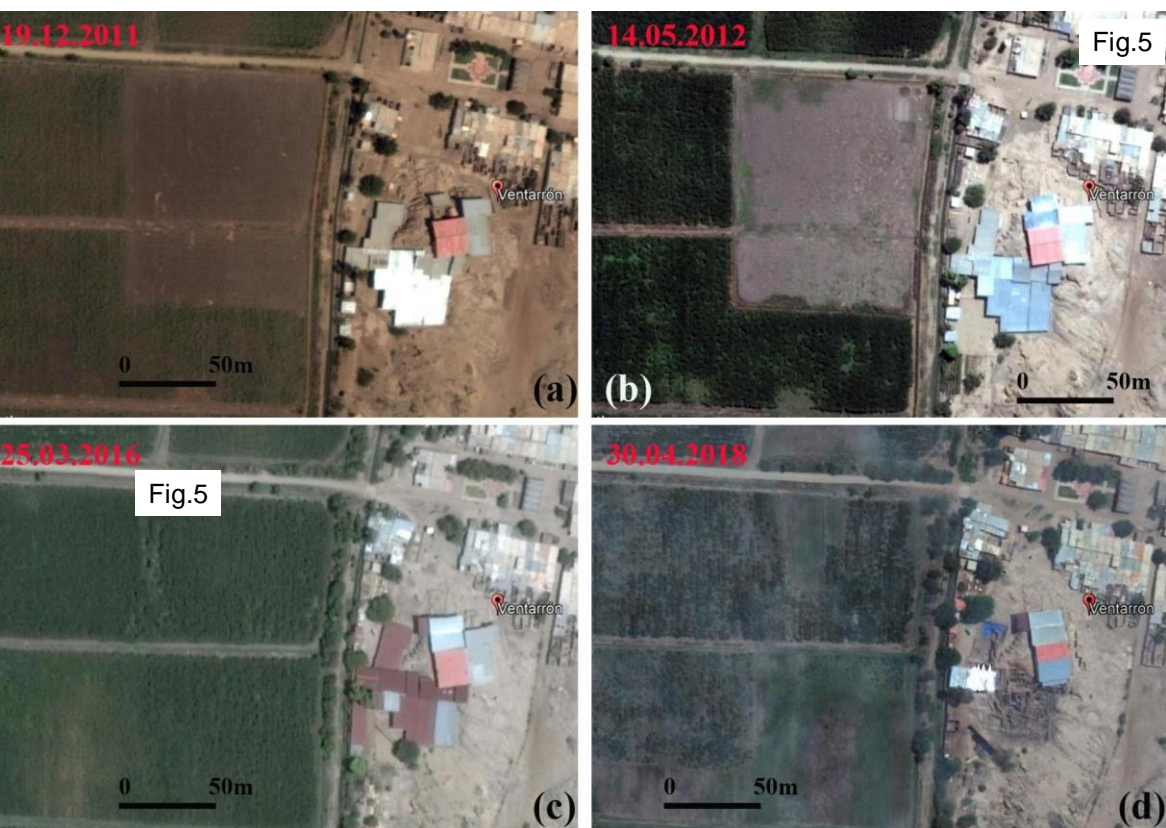 19.12.2011
Ventarrón
0 50m
(a)
14.05.2012
Fig.5
Ventarrón
0 50m
(b)
25.03.2016
Fig.5
Ventarrón
0 50m
(c)
30.04.2018
Ventarrón
0 50m
(d)